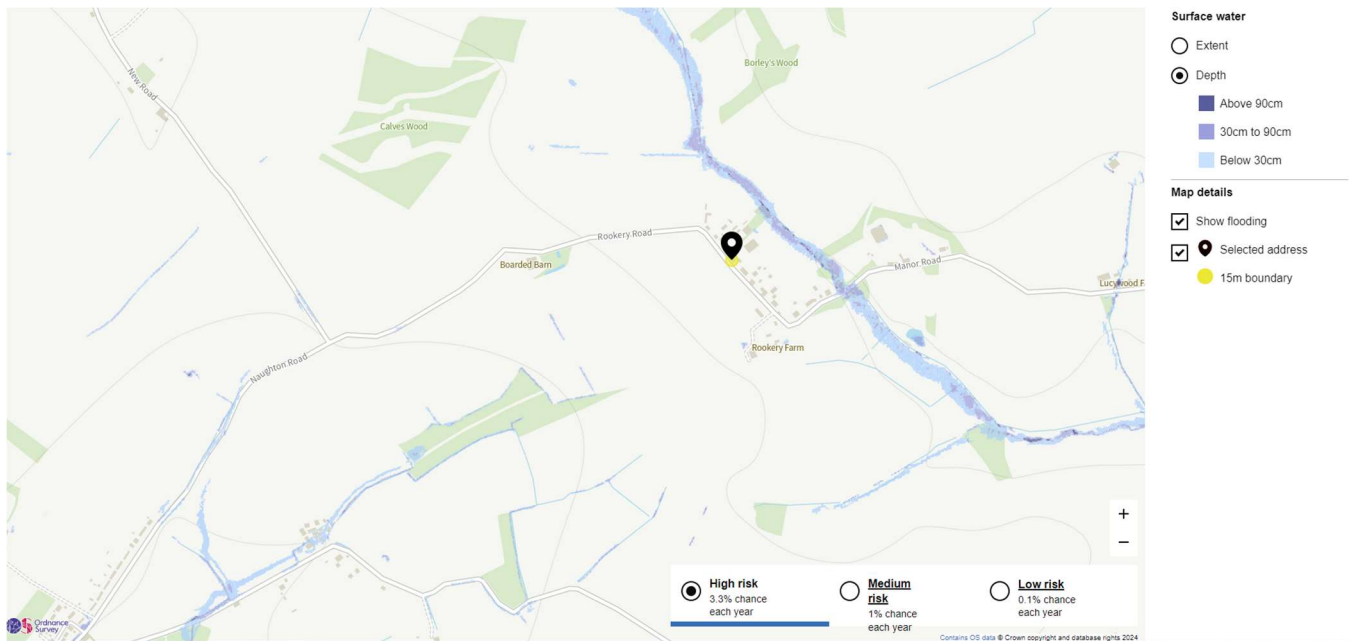 Surface water
Extent
Depth
Above 90cm
30cm to 90cm
Below 30cm
Map details
Show flooding
Selected address
15m boundary
Borley's Wood
New Road
Calves Wood
Rookery Road
Boarded Barn
Manor Road
Lucywood F
Rookery Farm
Naughton Road
+
−
High risk
3.3% chance
each year
Medium
risk
1% chance
each year
Low risk
0.1% chance
each year
Ordnance
Survey
Contains OS data © Crown copyright and database rights 2024